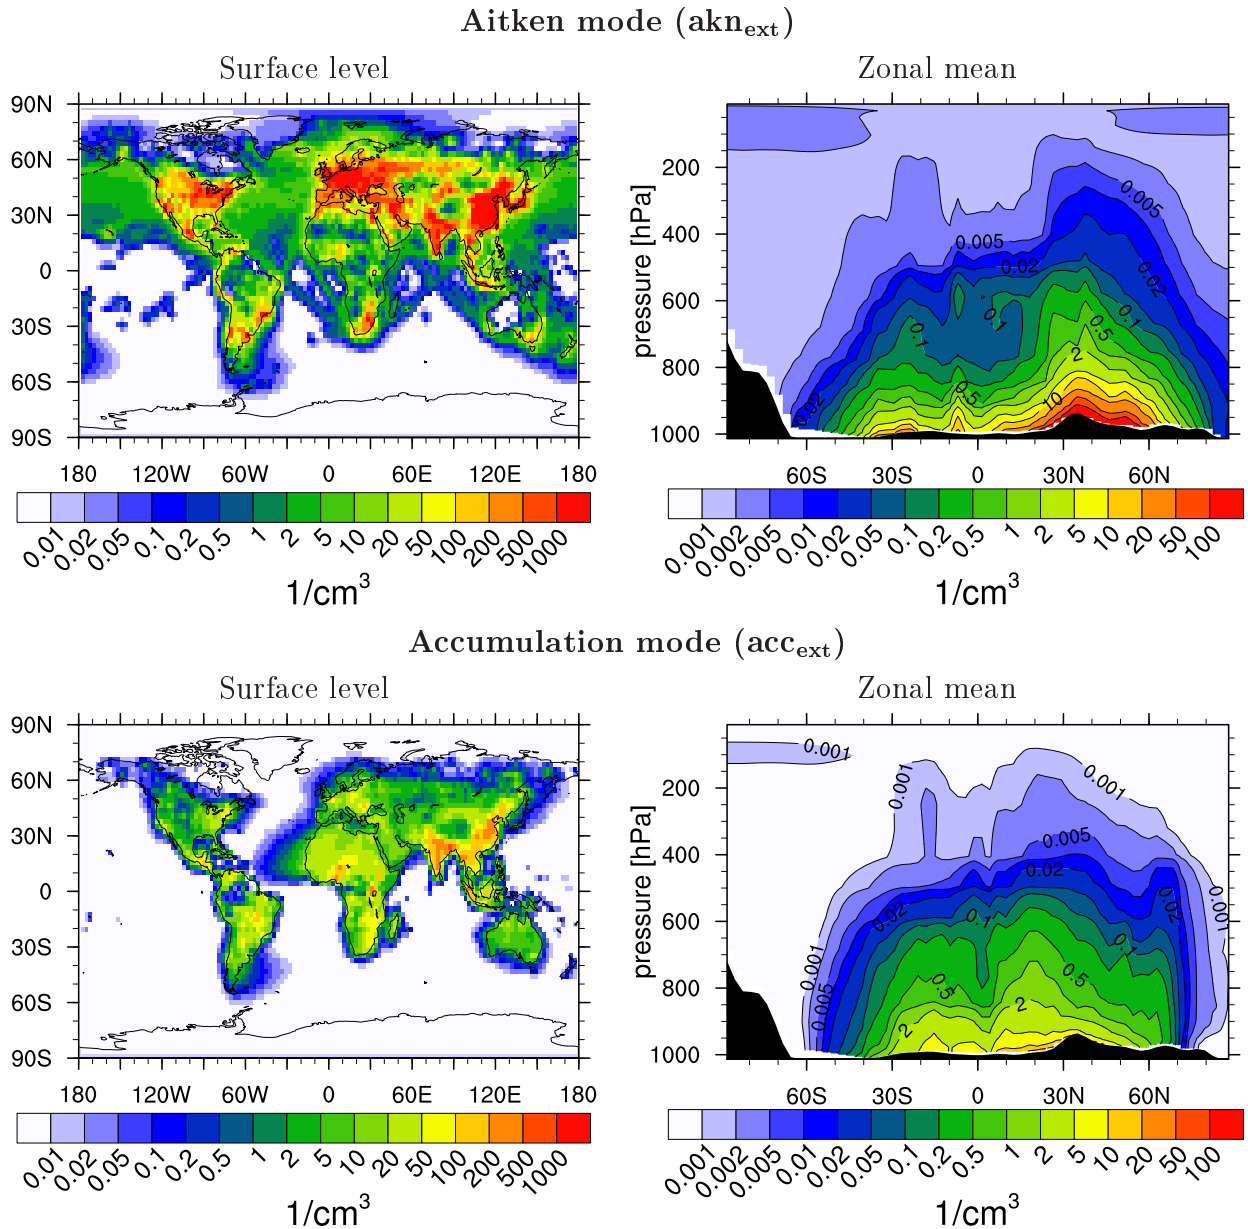 Aitken mode (akn_ext)
Surface level
Zonal mean
90N
60N
30N
0
30S
60S
90S
180 120W 60W 0 60E 120E 180
0.01 0.02 0.05 0.1 0.2 0.5 1 2 5 10 20 50 100 200 500 1000
1/cm³
pressure [hPa]
200
400
600
800
1000
0.005
0.005
0.02
0.02
0.1
0.1
0.1
0.5
2
0.5
10
0.02
60S 30S 0 30N 60N
0.001 0.002 0.005 0.01 0.02 0.05 0.1 0.2 0.5 1 2 5 10 20 50 100
1/cm³
Accumulation mode (acc_ext)
Surface level
Zonal mean
90N
60N
30N
0
30S
60S
90S
180 120W 60W 0 60E 120E 180
0.01 0.02 0.05 0.1 0.2 0.5 1 2 5 10 20 50 100 200 500 1000
1/cm³
pressure [hPa]
200
400
600
800
1000
0.001
0.001
0.001
0.005
0.02
0.02
0.02
0.001
0.1
0.1
0.001
0.005
0.5
0.5
2
2
60S 30S 0 30N 60N
0.001 0.002 0.005 0.01 0.02 0.05 0.1 0.2 0.5 1 2 5 10 20 50 100
1/cm³